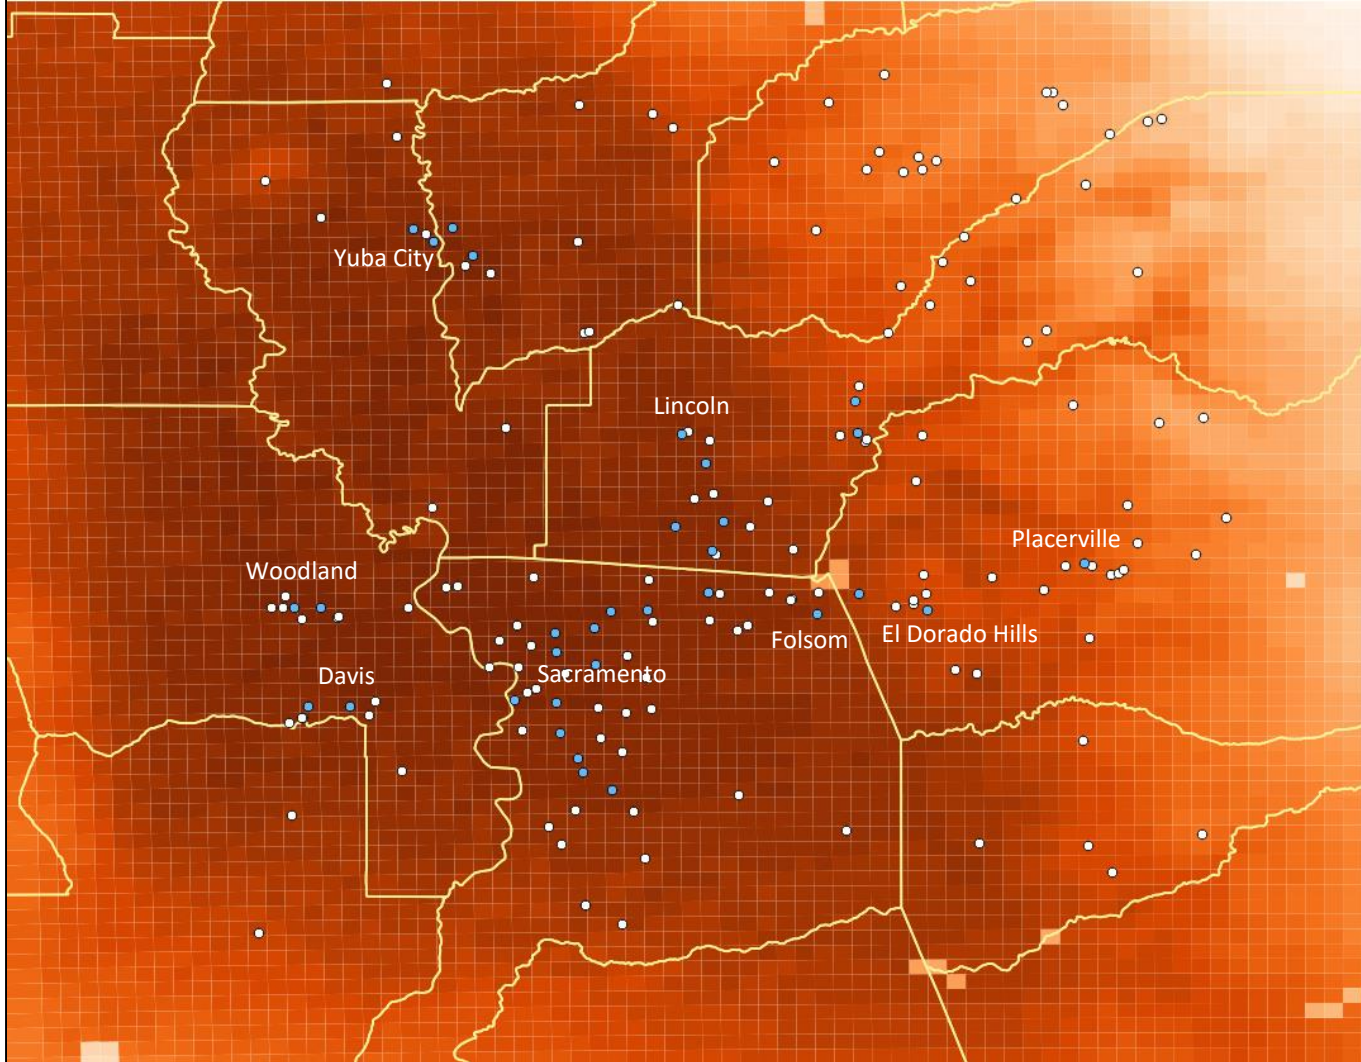 Yuba City
Lincoln
Placerville
Woodland
Folsom
El Dorado Hills
Davis
Sacramento